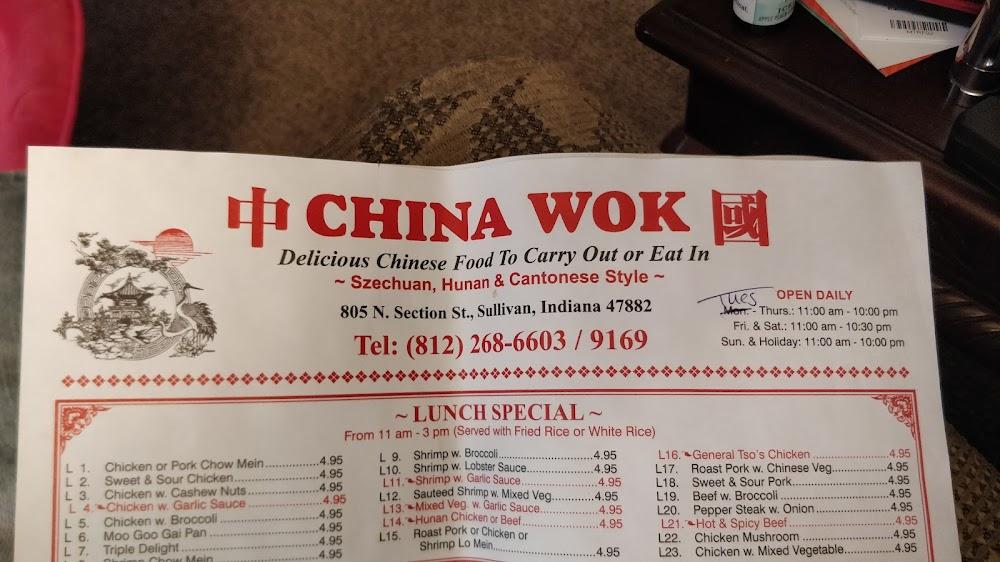 中 CHINA WOK 國
Delicious Chinese Food To Carry Out or Eat In
~ Szechuan, Hunan & Cantonese Style ~
805 N. Section St., Sullivan, Indiana 47882
Tel: (812) 268-6603 / 9169
OPEN DAILY
Tues
Mon. - Thurs.: 11:00 am - 10:00 pm
Fri. & Sat.: 11:00 am - 10:30 pm
Sun. & Holiday: 11:00 am - 10:00 pm
~ LUNCH SPECIAL ~
From 11 am - 3 pm (Served with Fried Rice or White Rice)
L 1. Chicken or Pork Chow Mein................4.95
L 2. Sweet & Sour Chicken.......................4.95
L 3. Chicken w. Cashew Nuts...................4.95
L 4. Chicken w. Garlic Sauce...................4.95
L 5. Chicken w. Broccoli...........................4.95
L 6. Moo Goo Gai Pan..............................4.95
L 7. Triple Delight.....................................4.95
Shrimp Chow Mein
L 9. Shrimp w. Broccoli.............................4.95
L10. Shrimp w. Lobster Sauce..................4.95
L11. Shrimp w. Garlic Sauce....................4.95
L12. Sauteed Shrimp w. Mixed Veg..........4.95
L13. Mixed Veg. w. Garlic Sauce..............4.95
L14. Hunan Chicken or Beef....................4.95
L15. Roast Pork or Chicken or
Shrimp Lo Mein.................................4.95
L16. General Tso's Chicken.....................4.95
L17. Roast Pork w. Chinese Veg..............4.95
L18. Sweet & Sour Pork...........................4.95
L19. Beef w. Broccoli...............................4.95
L20. Pepper Steak w. Onion....................4.95
L21. Hot & Spicy Beef.............................4.95
L22. Chicken Mushroom..........................4.95
L23. Chicken w. Mixed Vegetable............4.95